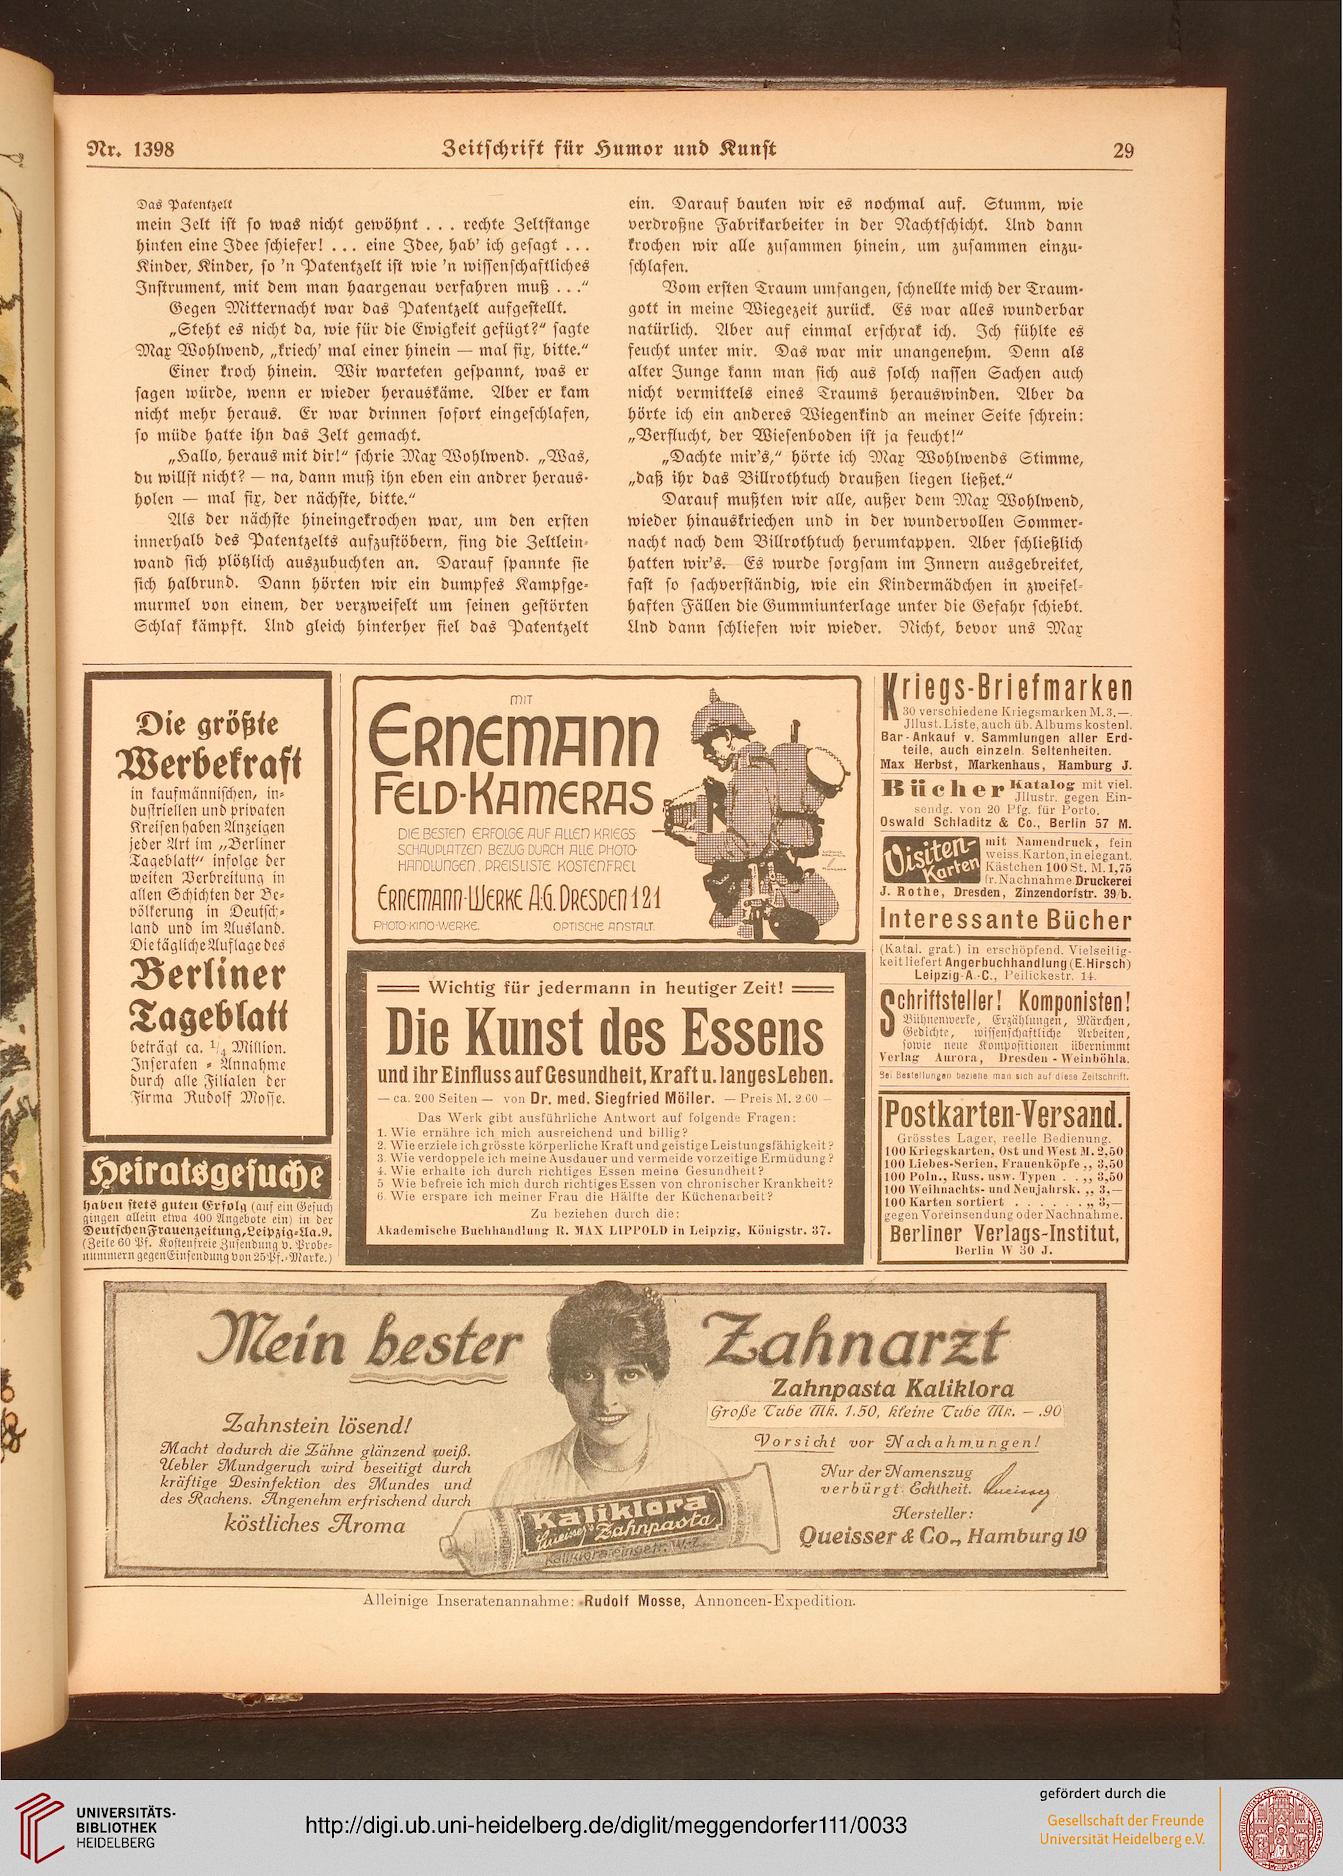 Nr. 1398
Zeitschrift für Humor und Kunst
29
Das Patentzelt
mein Zelt ist so was nicht gewöhnt . . . rechte Zeltstange
hinten eine Idee schiefer! . . . eine Idee, hab' ich gesagt . . .
Kinder, Kinder, so 'n Patentzelt ist wie 'n wissenschaftliches
Instrument, mit dem man haargenau verfahren muß . . .“
Gegen Mitternacht war das Patentzelt aufgestellt.
„Steht es nicht da, wie für die Ewigkeit gefügt?“ sagte
Max Wohlwend, „kriech' mal einer hinein — mal fix, bitte.“
Einer kroch hinein. Wir warteten gespannt, was er
sagen würde, wenn er wieder herauskäme. Aber er kam
nicht mehr heraus. Er war drinnen sofort eingeschlafen,
so müde hatte ihn das Zelt gemacht.
„Hallo, heraus mit dir!“ schrie Max Wohlwend. „Was,
du willst nicht? — na, dann muß ihn eben ein andrer heraus-
holen — mal fix, der nächste, bitte.“
Als der nächste hineingekrochen war, um den ersten
innerhalb des Patentzelts aufzustöbern, fing die Zeltlein-
wand sich plötzlich auszubuchten an. Darauf spannte sie
sich halbrund. Dann hörten wir ein dumpfes Kampfge-
murmel von einem, der verzweifelt um seinen gestörten
Schlaf kämpft. Und gleich hinterher fiel das Patentzelt
ein. Darauf bauten wir es nochmal auf. Stumm, wie
verdroßne Fabrikarbeiter in der Nachtschicht. Und dann
krochen wir alle zusammen hinein, um zusammen einzu-
schlafen.
Vom ersten Traum umfangen, schnellte mich der Traum-
gott in meine Wiegezeit zurück. Es war alles wunderbar
natürlich. Aber auf einmal erschrak ich. Ich fühlte es
feucht unter mir. Das war mir unangenehm. Denn als
alter Junge kann man sich aus solch nassen Sachen auch
nicht vermittels eines Traums herauswinden. Aber da
hörte ich ein anderes Wiegenkind an meiner Seite schrein:
„Verflucht, der Wiesenboden ist ja feucht!“
„Dachte mir's,“ hörte ich Max Wohlwends Stimme,
„daß ihr das Billrothtuch draußen liegen ließet.“
Darauf mußten wir alle, außer dem Max Wohlwend,
wieder hinauskriechen und in der wundervollen Sommer-
nacht nach dem Billrothtuch herumtappen. Aber schließlich
hatten wir's. Es wurde sorgsam im Innern ausgebreitet,
fast so sachverständig, wie ein Kindermädchen in zweifel-
haften Fällen die Gummiunterlage unter die Gefahr schiebt.
Und dann schliefen wir wieder. Nicht, bevor uns Max
Die größte
Werbekraft
in kaufmännischen, in-
dustriellen und privaten
Kreisen haben Anzeigen
jeder Art im „Berliner
Tageblatt“ infolge der
weiten Verbreitung in
allen Schichten der Be-
völkerung in Deutsch-
land und im Ausland.
Die tägliche Auflage des
Berliner
Tageblatt
beträgt ca. 1/4 Million.
Inseraten - Annahme
durch alle Filialen der
Firma Rudolf Mosse.
Heiratsgesuche
haben stets guten Erfolg (auf ein Gesuch
gingen allein etwa 400 Angebote ein) in der
Deutschen Frauenzeitung, Leipzig-Ua.9.
(Zeile 60 Pf. Kostenfreie Zusendung v. Probe-
nummern gegen Einsendung von 25 Pf.-Marke.)
MIT
ERNEMANN
FELD-KAMERAS
DIE BESTEN ERFOLGE AUF ALLEN KRIEGS-
SCHAUPLÄTZEN BEZUG DURCH ALLE PHOTO-
HANDLUNGEN. PREISLISTE KOSTENFREI.
ERNEMANN-WERKE A.G. DRESDEN 121
PHOTO-KINO-WERKE. OPTISCHE ANSTALT.
Wichtig für jedermann in heutiger Zeit!
Die Kunst des Essens
und ihr Einfluss auf Gesundheit, Kraft u. langes Leben.
— ca. 200 Seiten — von Dr. med. Siegfried Möller. — Preis M. 2.60 —
Das Werk gibt ausführliche Antwort auf folgende Fragen:
1. Wie ernähre ich mich ausreichend und billig?
2. Wie erziele ich grösste körperliche Kraft und geistige Leistungsfähigkeit?
3. Wie verdoppele ich meine Ausdauer und vermeide vorzeitige Ermüdung?
4. Wie erhalte ich durch richtiges Essen meine Gesundheit?
5 Wie befreie ich mich durch richtiges Essen von chronischer Krankheit?
6. Wie erspare ich meiner Frau die Hälfte der Küchenarbeit?
Zu beziehen durch die:
Akademische Buchhandlung R. MAX LIPPOLD in Leipzig, Königstr. 37.
Kriegs-Briefmarken
30 verschiedene Kriegsmarken M. 3.—.
Jllust. Liste, auch üb. Albums kostenl.
Bar-Ankauf v. Sammlungen aller Erd-
teile, auch einzeln. Seltenheiten.
Max Herbst, Markenhaus, Hamburg J.
Bücher Katalog mit viel.
Jllustr. gegen Ein-
sendg. von 20 Pfg. für Porto.
Oswald Schladitz & Co., Berlin 57 M.
Visiten-
Karten
mit Namendruck, fein
weiss. Karton, in elegant.
Kästchen 100 St. M. 1,75
fr. Nachnahme Druckerei
J. Rothe, Dresden, Zinzendorfstr. 39/b.
Interessante Bücher
(Katal. grat.) in erschöpfend. Vielseitig-
keit liefert Angerbuchhandlung (E. Hirsch)
Leipzig-A.-C., Peilickestr. 14.
Schriftsteller! Komponisten!
Bühnenwerke, Erzählungen, Märchen,
Gedichte, wissenschaftliche Arbeiten,
sowie neue Kompositionen übernimmt
Verlag Aurora, Dresden-Weinböhla.
Bei Bestellungen beziehe man sich auf diese Zeitschrift.
Postkarten-Versand.
Grösstes Lager, reelle Bedienung.
100 Kriegskarten, Ost und West M. 2,50
100 Liebes-Serien, Frauenköpfe ,, 3,50
100 Poln., Russ. usw. Typen . . ,, 3,50
100 Weihnachts- und Neujahrsk. ,, 3,—
100 Karten sortiert . . . . . . ,, 3,—
gegen Voreinsendung oder Nachnahme.
Berliner Verlags-Institut,
Berlin W 30 J.
Mein bester Zahnarzt
Zahnpasta Kaliklora
Große Tube Mk. 1.50, kleine Tube Mk. —.90
Vorsicht vor Nachahmungen!
Nur der Namenszug
verbürgt Echtheit.
Queisser
Hersteller:
Queisser & Co., Hamburg 19
Zahnstein lösend!
Macht dadurch die Zähne glänzend weiß.
Uebler Mundgeruch wird beseitigt durch
kräftige Desinfektion des Mundes und
des Rachens. Angenehm erfrischend durch
köstliches Aroma
Kaliklora
Queisser's Zahnpasta
Kaliklora eingetr. W-Z.
Alleinige Inseratenannahme: Rudolf Mosse, Annoncen-Expedition.
UNIVERSITÄTS-
BIBLIOTHEK
HEIDELBERG
http://digi.ub.uni-heidelberg.de/diglit/meggendorfer111/0033
gefördert durch die
Gesellschaft der Freunde
Universität Heidelberg e.V.